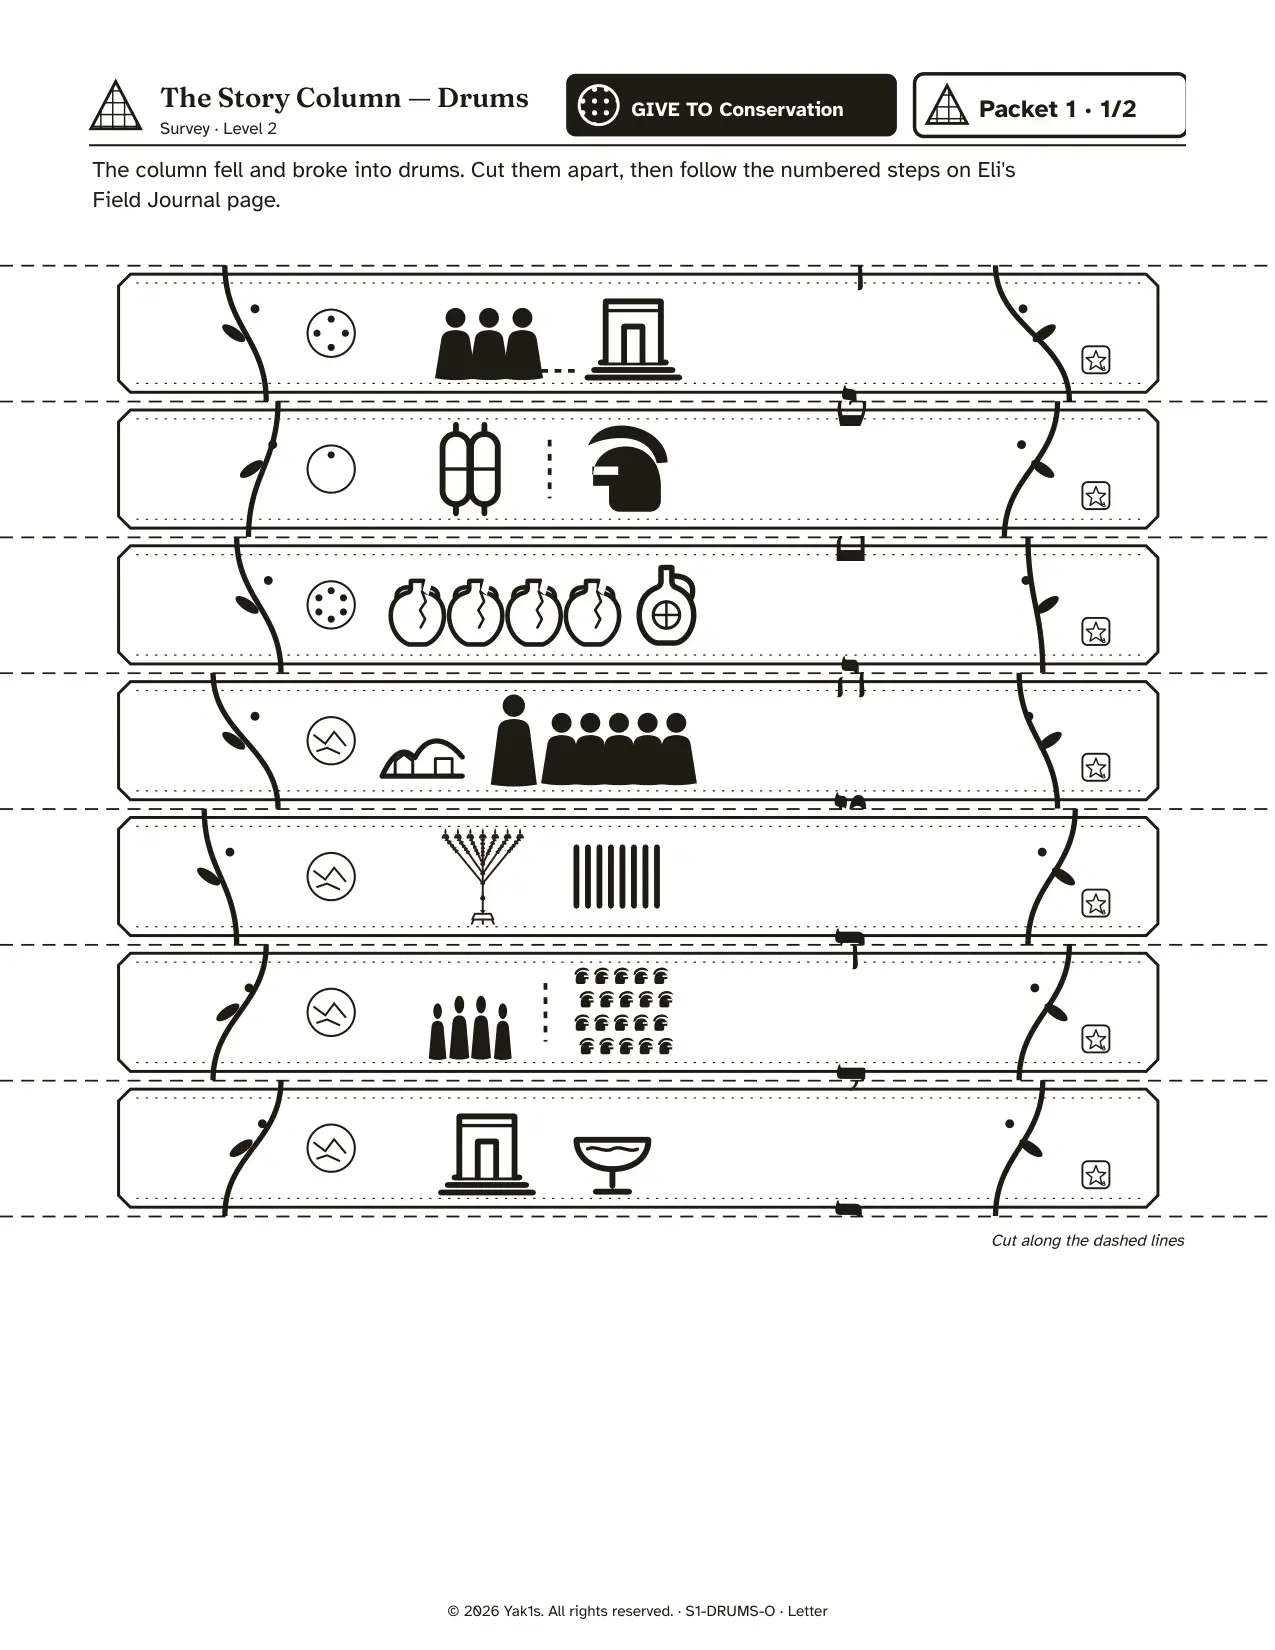 The Story Column — Drums
Survey · Level 2
GIVE TO Conservation
Packet 1 · 1/2
The column fell and broke into drums. Cut them apart, then follow the numbered steps on Eli's
Field Journal page.
Cut along the dashed lines
© 2026 Yak1s. All rights reserved. · S1-DRUMS-O · Letter